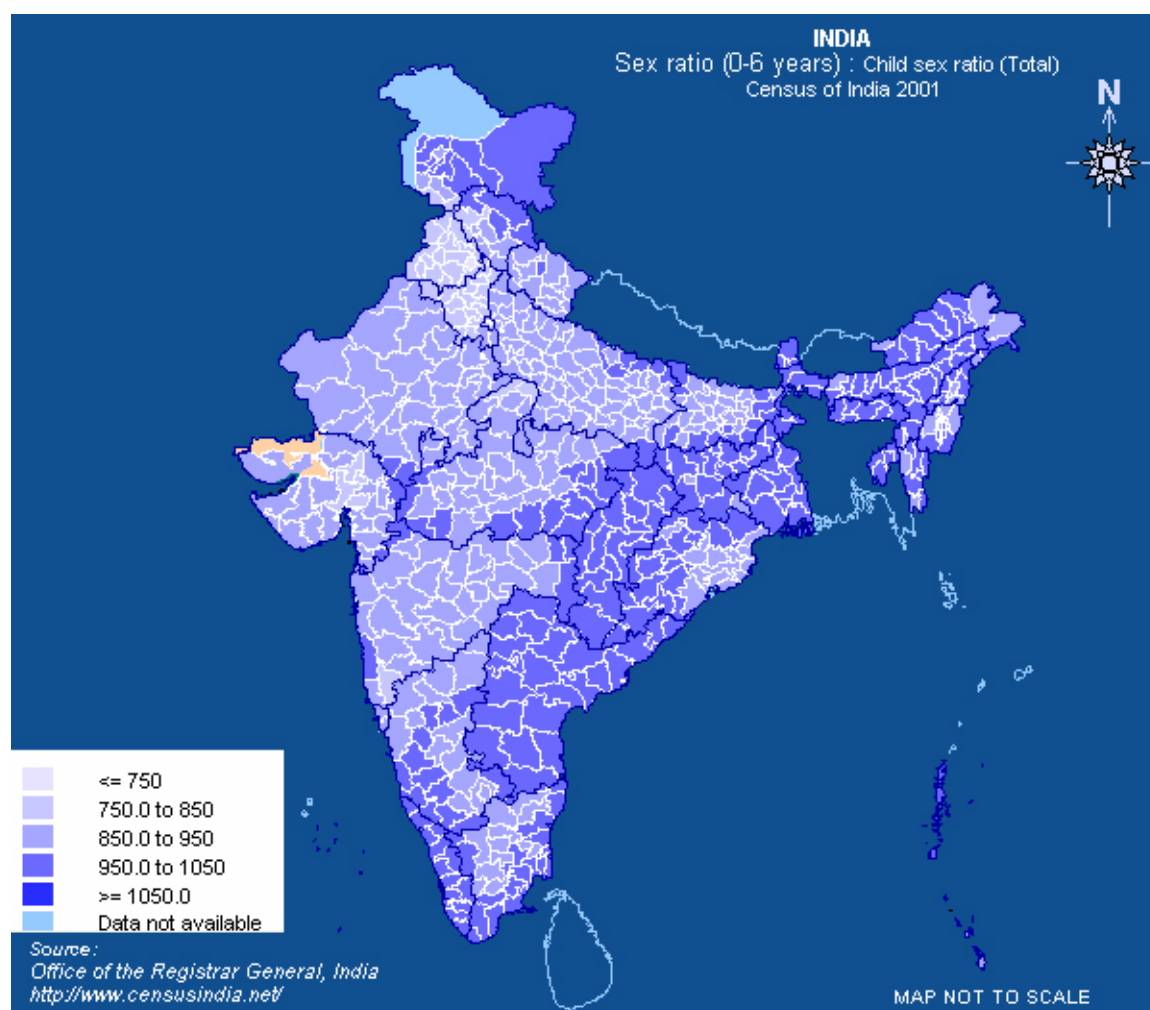 INDIA
Sex ratio (0-6 years) : Child sex ratio (Total)
Census of India 2001
N
<= 750
750.0 to 850
850.0 to 950
950.0 to 1050
>= 1050.0
Data not available
Source:
Office of the Registrar General, India
http://www.censusindia.net/
MAP NOT TO SCALE